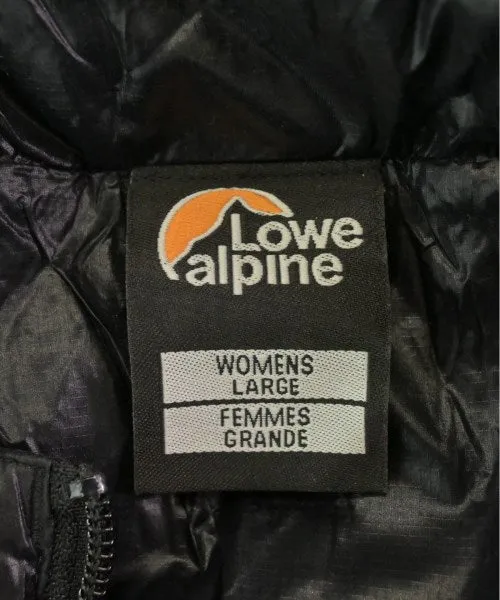 Lowe
alpine
WOMENS
LARGE
FEMMES
GRANDE